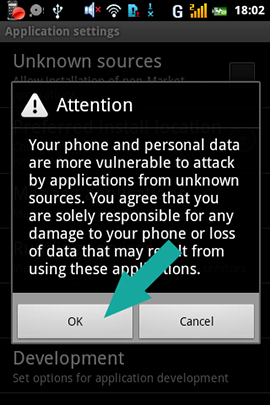 G
18:02
Application settings
Unknown sources
Allow installation of non-Market
Attention
Preferred install location
Your phone and personal data
are more vulnerable to attack
by applications from unknown
sources. You agree that you
are solely responsible for any
damage to your phone or loss
of data that may result from
using these applications.
OK
Cancel
Development
Set options for application development